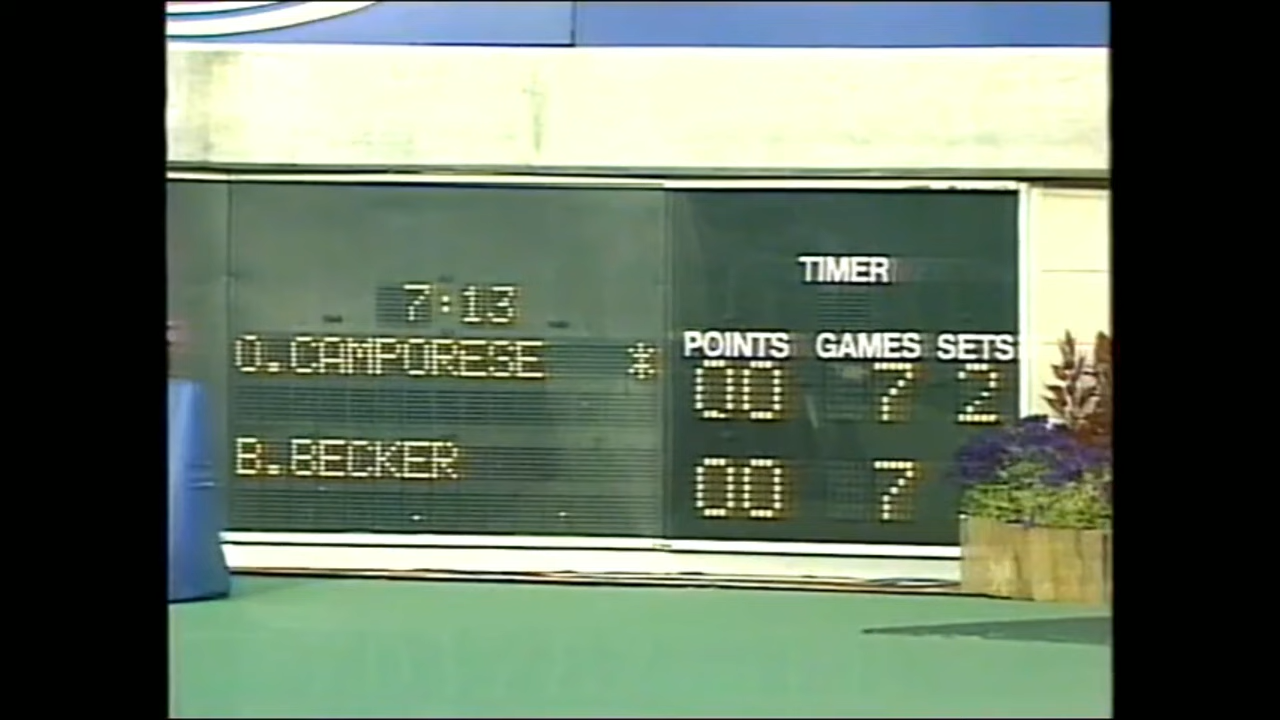 TIMER
7:13
POINTS GAMES SETS
O.CAMPORESE * 00 7 2
B.BECKER 00 7